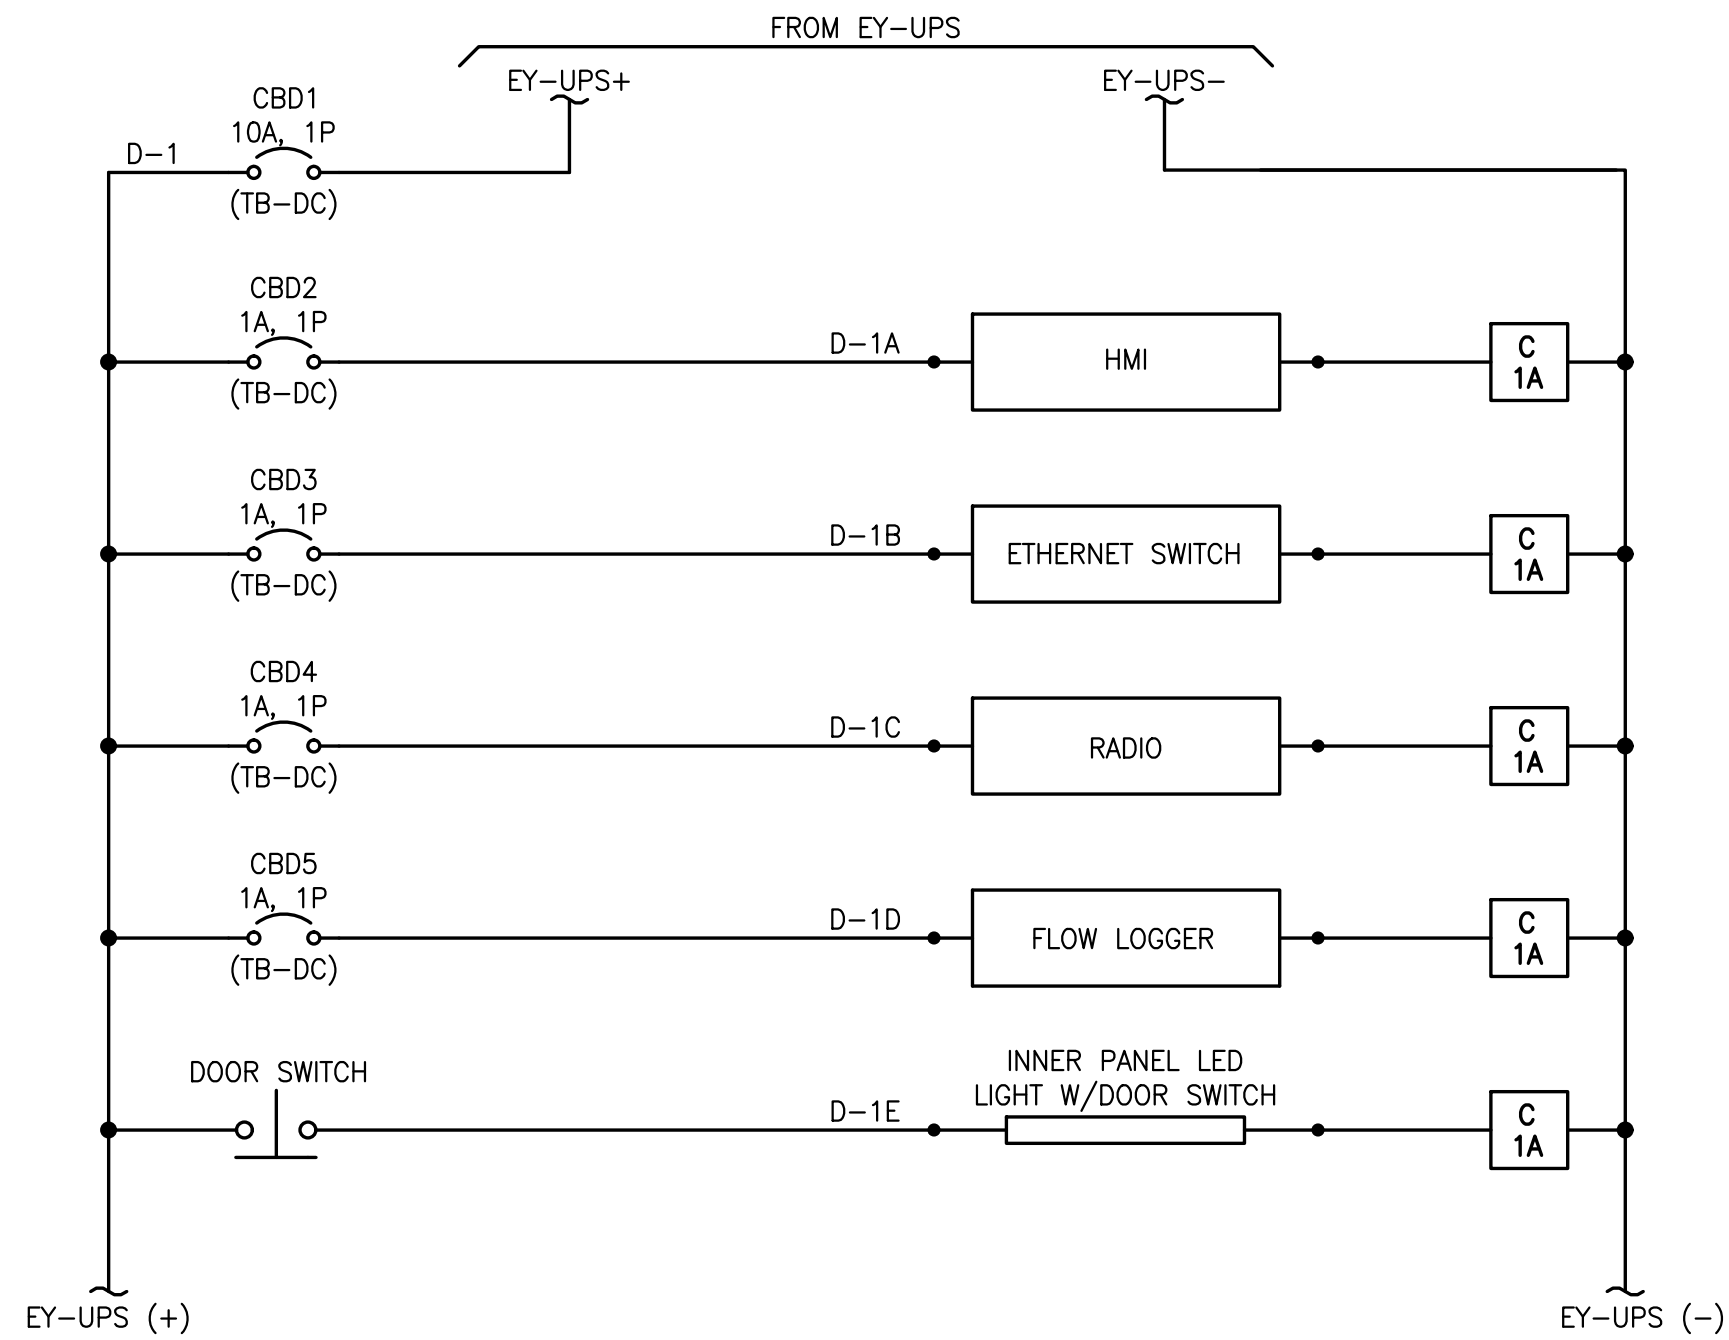 FROM EY-UPS
EY-UPS+
EY-UPS-
CBD1
10A, 1P
D-1
(TB-DC)
CBD2
1A, 1P
(TB-DC)
D-1A
HMI
C
1A
CBD3
1A, 1P
(TB-DC)
D-1B
ETHERNET SWITCH
C
1A
CBD4
1A, 1P
(TB-DC)
D-1C
RADIO
C
1A
CBD5
1A, 1P
(TB-DC)
D-1D
FLOW LOGGER
C
1A
DOOR SWITCH
D-1E
INNER PANEL LED
LIGHT W/DOOR SWITCH
C
1A
EY-UPS (+)
EY-UPS (-)